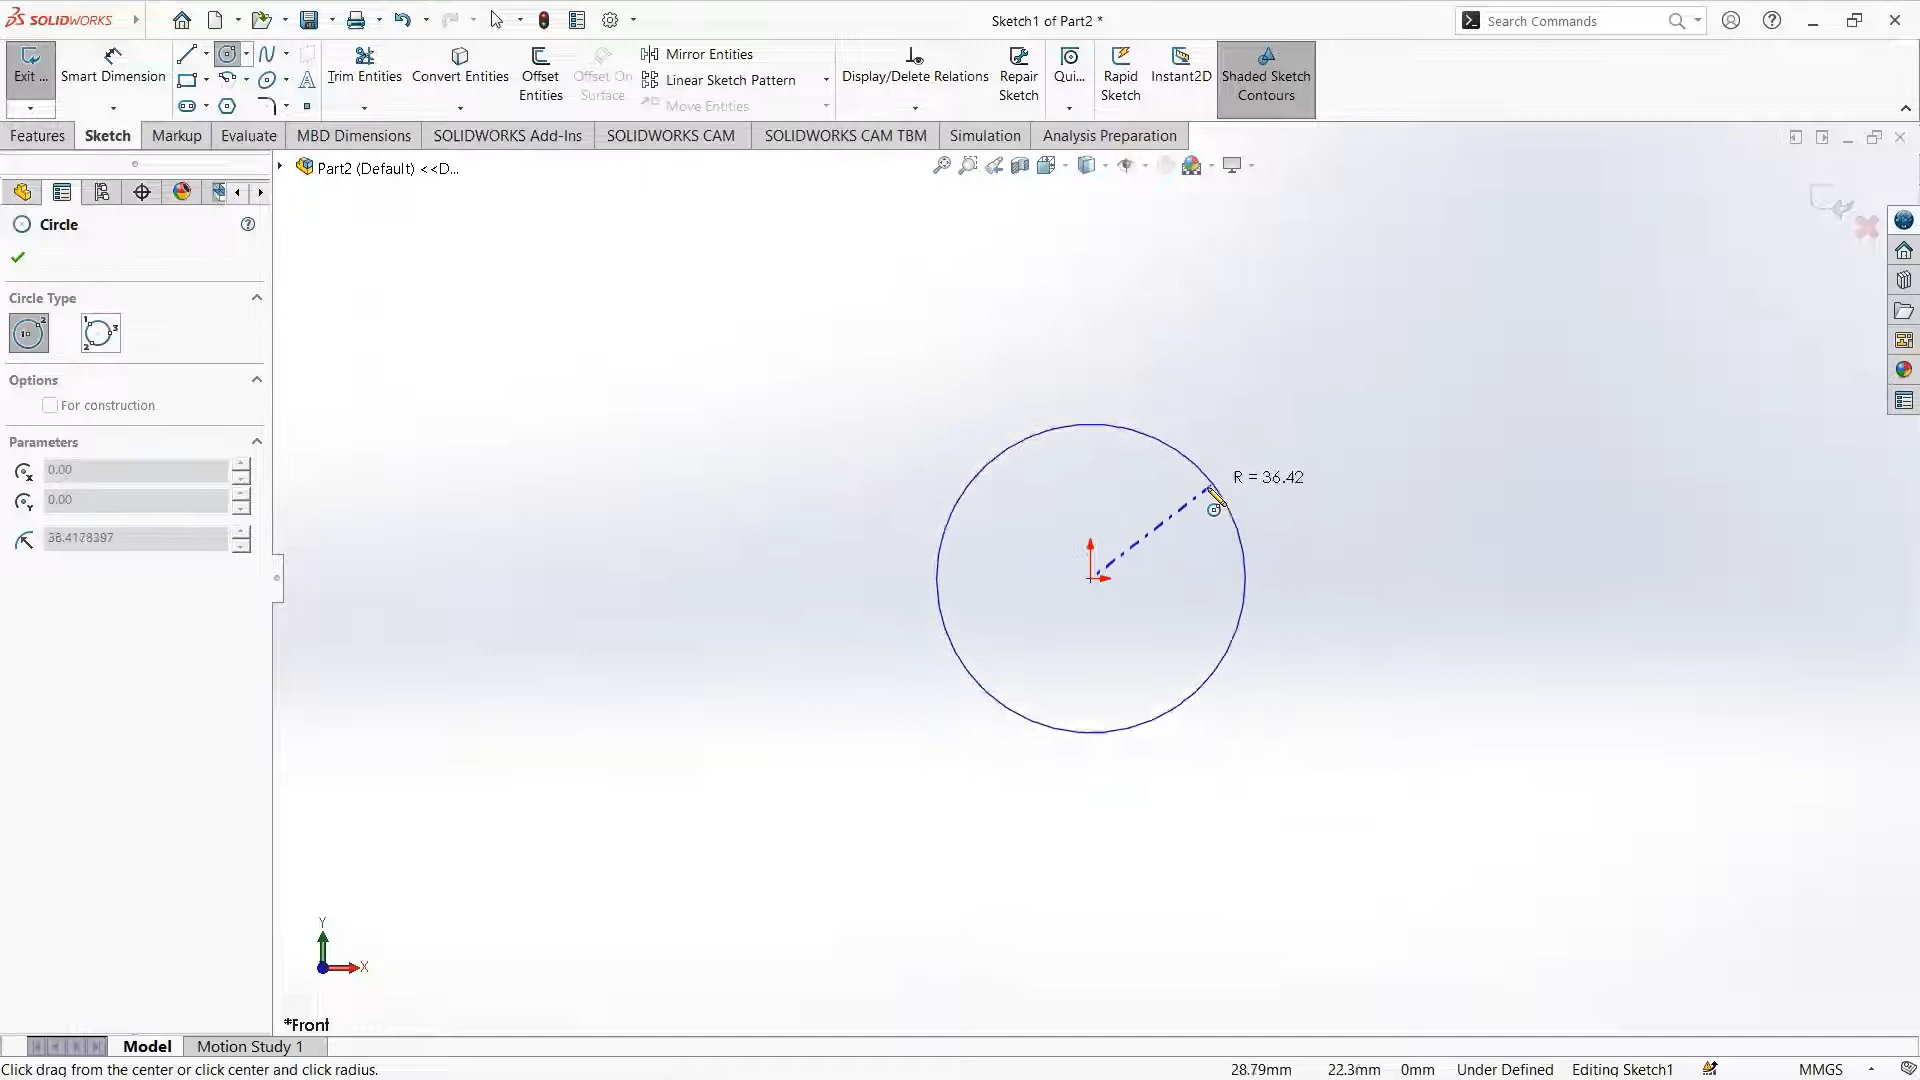 SOLIDWORKS
Sketch1 of Part2 *
Search Commands
Exit ...
Smart Dimension
Trim Entities
Convert Entities
Offset
Entities
Offset On
Surface
Mirror Entities
Linear Sketch Pattern
Move Entities
Display/Delete Relations
Repair
Sketch
Qui...
Rapid
Sketch
Instant2D
Shaded Sketch
Contours
Features
Sketch
Markup
Evaluate
MBD Dimensions
SOLIDWORKS Add-Ins
SOLIDWORKS CAM
SOLIDWORKS CAM TBM
Simulation
Analysis Preparation
Part2 (Default) <<D...
Circle
Circle Type
Options
For construction
Parameters
0.00
0.00
38.4178397
R = 36.42
Y
X
*Front
Model
Motion Study 1
Click drag from the center or click center and click radius.
28.79mm
22.3mm
0mm
Under Defined
Editing Sketch1
MMGS